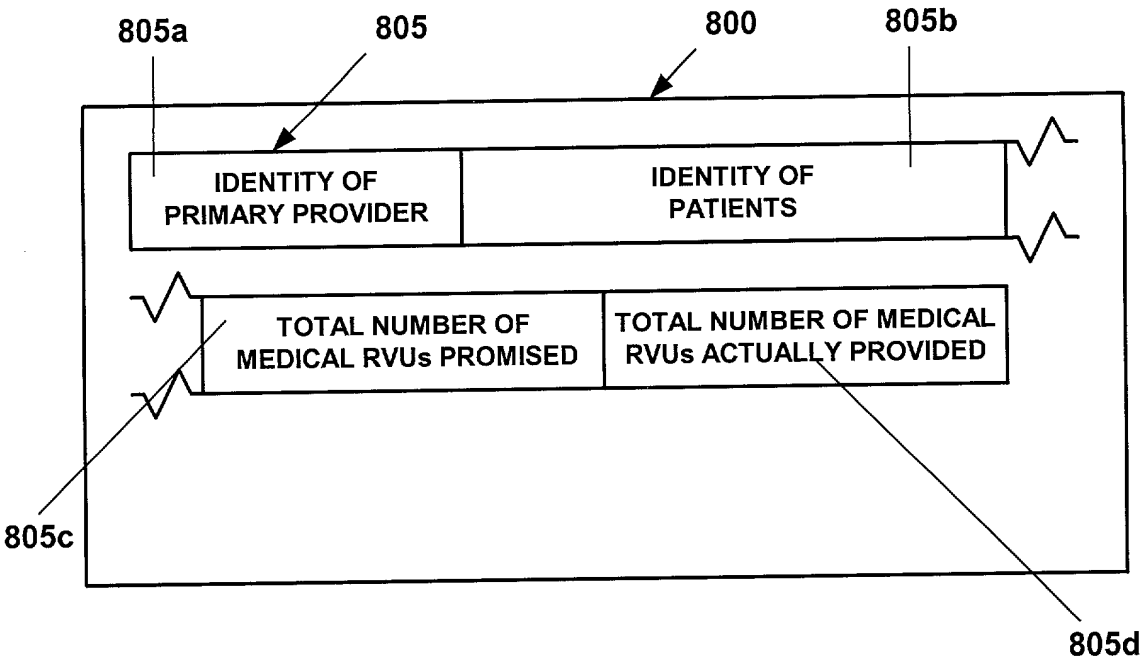 805a
805
800
805b
IDENTITY OF
PRIMARY PROVIDER
IDENTITY OF
PATIENTS
TOTAL NUMBER OF
MEDICAL RVUs PROMISED
TOTAL NUMBER OF MEDICAL
RVUs ACTUALLY PROVIDED
805c
805d